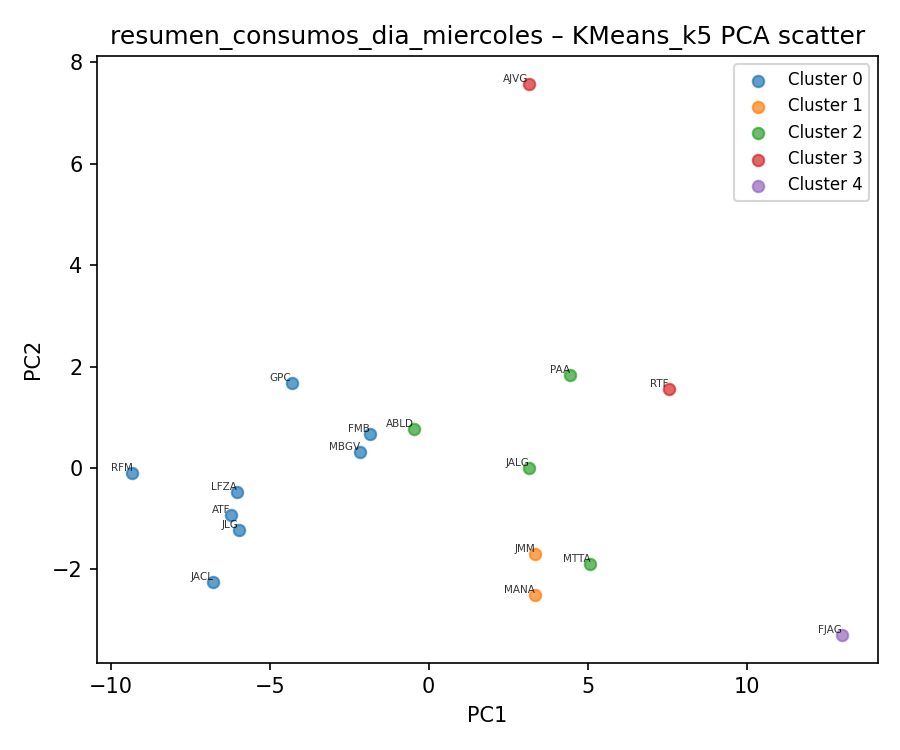 resumen_consumos_dia_miercoles – KMeans_k5 PCA scatter
8
6
4
2
0
−2
PC2
−10
−5
0
5
10
PC1
Cluster 0
Cluster 1
Cluster 2
Cluster 3
Cluster 4
AJVG
GPC
PAA
RTF
FMB
ABLD
MBGV
RFM
JALG
LFZA
ATF
JLG
JMM
MTTA
JACL
MANA
FJAG